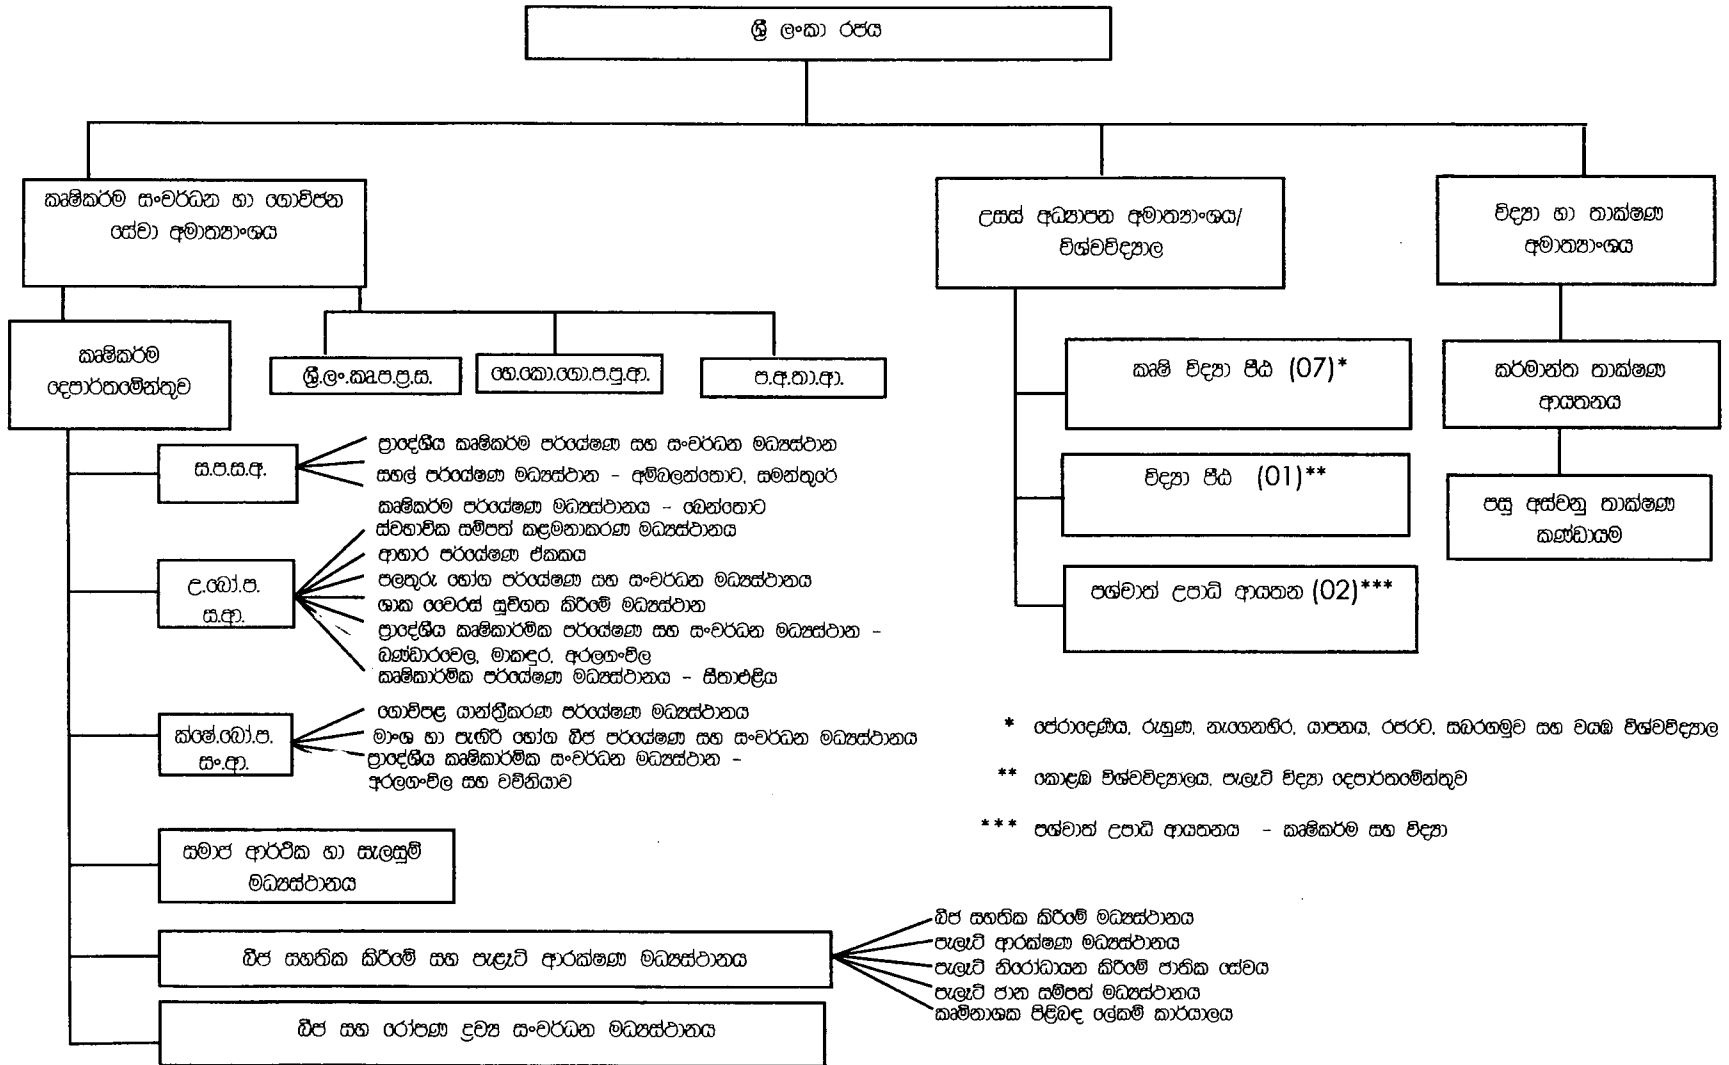 ශ්‍රී ලංකා රජය
කෘෂිකර්ම සංවර්ධන හා ගොවිජන
සේවා අමාත්‍යාංශය
උසස් අධ්‍යාපන අමාත්‍යාංශය/
විශ්වවිද්‍යාල
විද්‍යා හා තාක්ෂණ
අමාත්‍යාංශය
කෘෂිකර්ම
දෙපාර්තමේන්තුව
ශ්‍රී.ලං.කෘ.ප.ප්‍ර.ස.
හෙ.කො.ගො.ප.පු.ආ.
ප.අ.තා.ආ.
කෘෂි විද්‍යා පීඨ (07)*
කර්මාන්ත තාක්ෂණ
ආයතනය
ස.ප.ස.අ.
ප්‍රාදේශීය කෘෂිකර්ම පර්යේෂණ සහ සංවර්ධන මධ්‍යස්ථාන
සහල් පර්යේෂණ මධ්‍යස්ථාන – අම්බලන්තොට, සමන්තුරේ
කෘෂිකර්ම පර්යේෂණ මධ්‍යස්ථානය – බෙන්තොට
විද්‍යා පීඨ (01)**
පසු අස්වනු තාක්ෂණ
කණ්ඩායම
උ.බෝ.ප.
ස.ආ.
ස්වභාවික සම්පත් කළමනාකරණ මධ්‍යස්ථානය
ආහාර පර්යේෂණ ඒකකය
පලතුරු භෝග පර්යේෂණ සහ සංවර්ධන මධ්‍යස්ථානය
ශාක වෛරස් සූචිගත කිරීමේ මධ්‍යස්ථාන
ප්‍රාදේශීය කෘෂිකාර්මික පර්යේෂණ සහ සංවර්ධන මධ්‍යස්ථාන –
බණ්ඩාරවෙල, මාකඳුර, අරලගංවිල
කෘෂිකාර්මික පර්යේෂණ මධ්‍යස්ථානය – සීතාඑළිය
පශ්චාත් උපාධි ආයතන (02)***
ක්ෂේ.බෝ.ප.
සං.ආ.
ගොවිපළ යාන්ත්‍රීකරණ පර්යේෂණ මධ්‍යස්ථානය
මාංශ හා පැඟිරි භෝග බීජ පර්යේෂණ සහ සංවර්ධන මධ්‍යස්ථානය
ප්‍රාදේශීය කෘෂිකාර්මික සංවර්ධන මධ්‍යස්ථාන –
අරලගංවිල සහ වව්නියාව
* පේරාදෙණිය, රුහුණ, නැගෙනහිර, යාපනය, රජරට, සබරගමුව සහ වයඹ විශ්වවිද්‍යාල
** කොළඹ විශ්වවිද්‍යාලය, පැලෑටි විද්‍යා දෙපාර්තමේන්තුව
*** පශ්චාත් උපාධි ආයතනය – කෘෂිකර්ම සහ විද්‍යා
සමාජ ආර්ථික හා සැලසුම්
මධ්‍යස්ථානය
බීජ සහතික කිරීමේ සහ පැළෑටි ආරක්ෂණ මධ්‍යස්ථානය
බීජ සහතික කිරීමේ මධ්‍යස්ථානය
පැලෑටි ආරක්ෂණ මධ්‍යස්ථානය
පැලෑටි නිරෝධායන කිරීමේ ජාතික සේවය
පැලෑටි ජාන සම්පත් මධ්‍යස්ථානය
කෘමිනාශක පිළිබඳ ලේකම් කාර්යාලය
බීජ සහ රෝපණ ද්‍රව්‍ය සංවර්ධන මධ්‍යස්ථානය